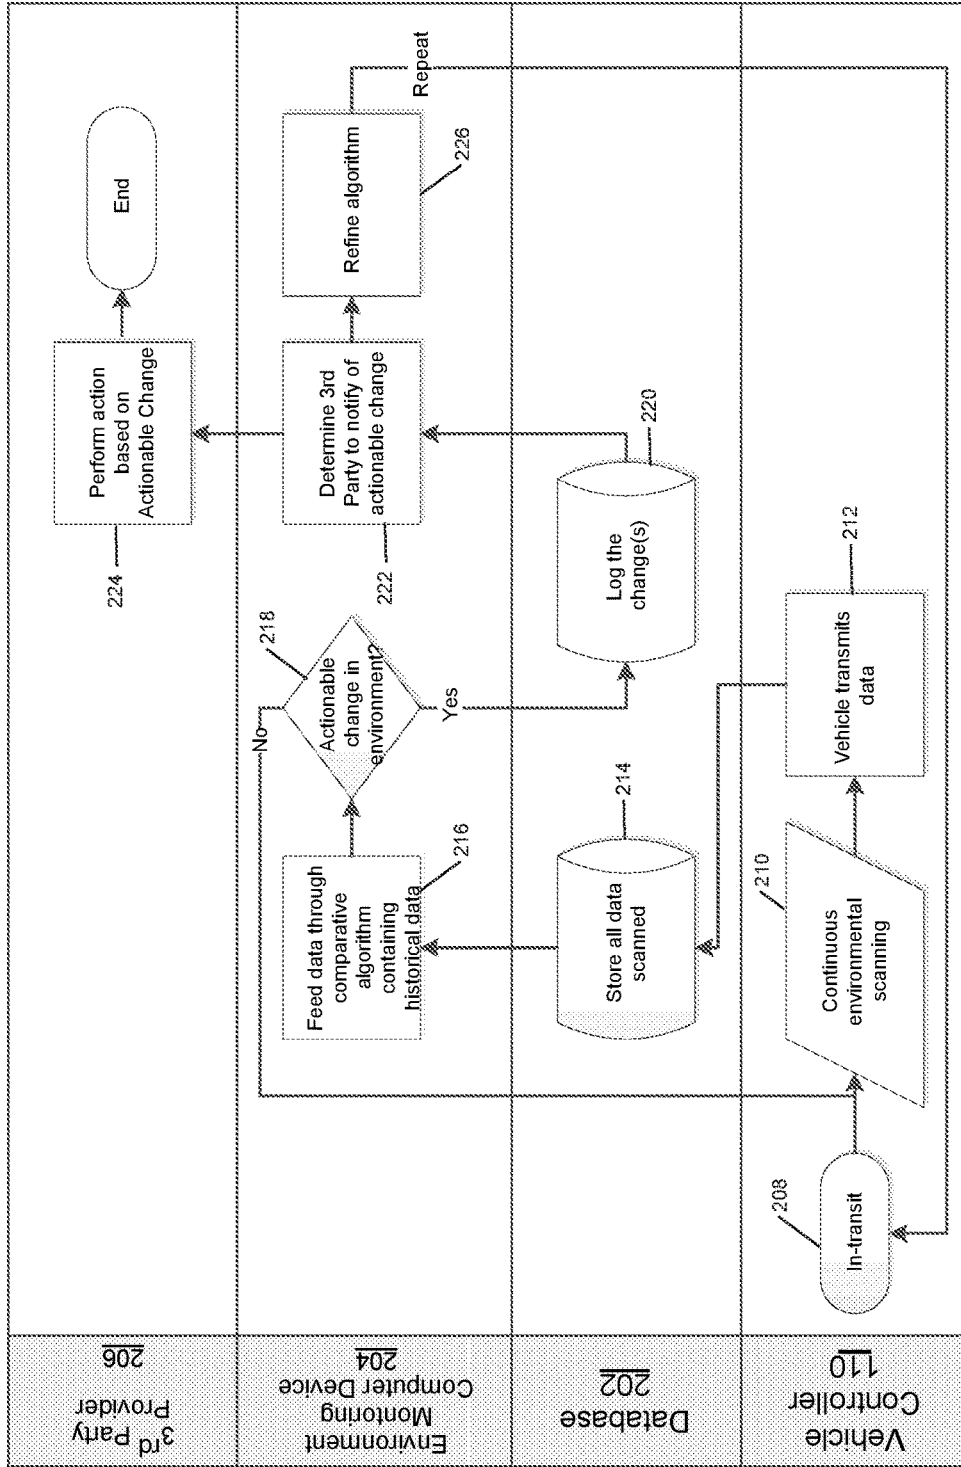 3rd Party
Provider
206
Perform action
based on
Actionable Change
224
End
Environment
Montoring
Computer Device
204
Feed data through
comparative
algorithm
containing
historical data
216
Actionable
change in
environment?
218
No
Yes
Determine 3rd
Party to notify of
actionable change
222
Refine algorithm
226
Repeat
Database
202
Store all data
scanned
214
Log the
change(s)
220
Vehicle
Controller
110
In-transit
208
Continuous
environmental
scanning
210
Vehicle transmits
data
212